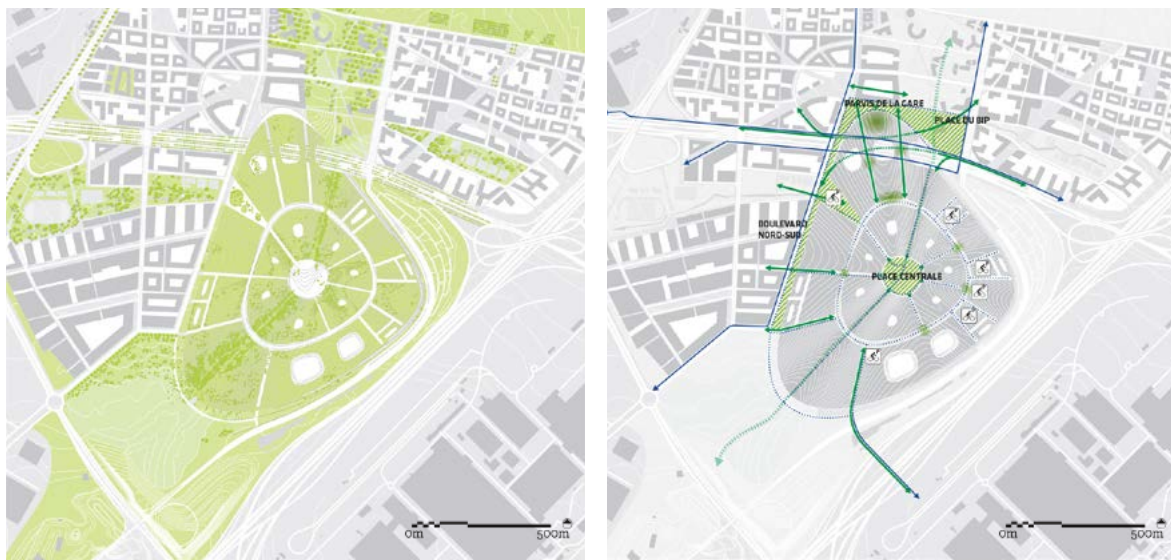 0m 500m
PARVIS DE LA GARE
PLACE DU BIP
BOULEVARD
NORD-SUD
PLACE CENTRALE
0m 500m